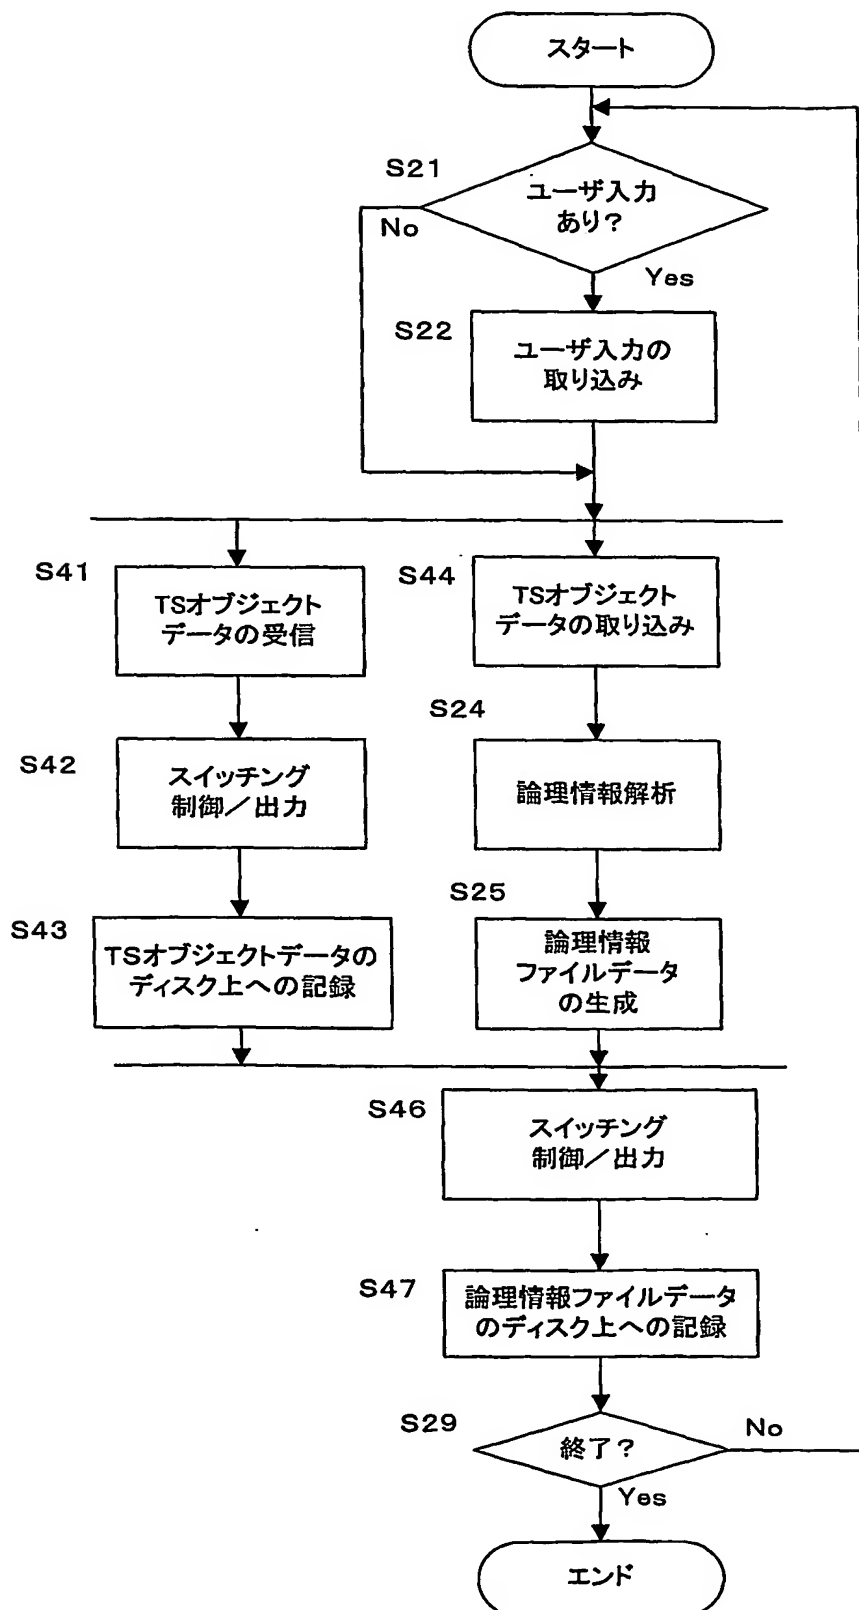 スタート
S21
ユーザ入力
あり？
No
Yes
S22
ユーザ入力の
取り込み
S41
TSオブジェクト
データの受信
S44
TSオブジェクト
データの取り込み
S42
スイッチング
制御／出力
S24
論理情報解析
S43
TSオブジェクトデータの
ディスク上への記録
S25
論理情報
ファイルデータ
の生成
S46
スイッチング
制御／出力
S47
論理情報ファイルデータ
のディスク上への記録
S29
終了？
No
Yes
エンド